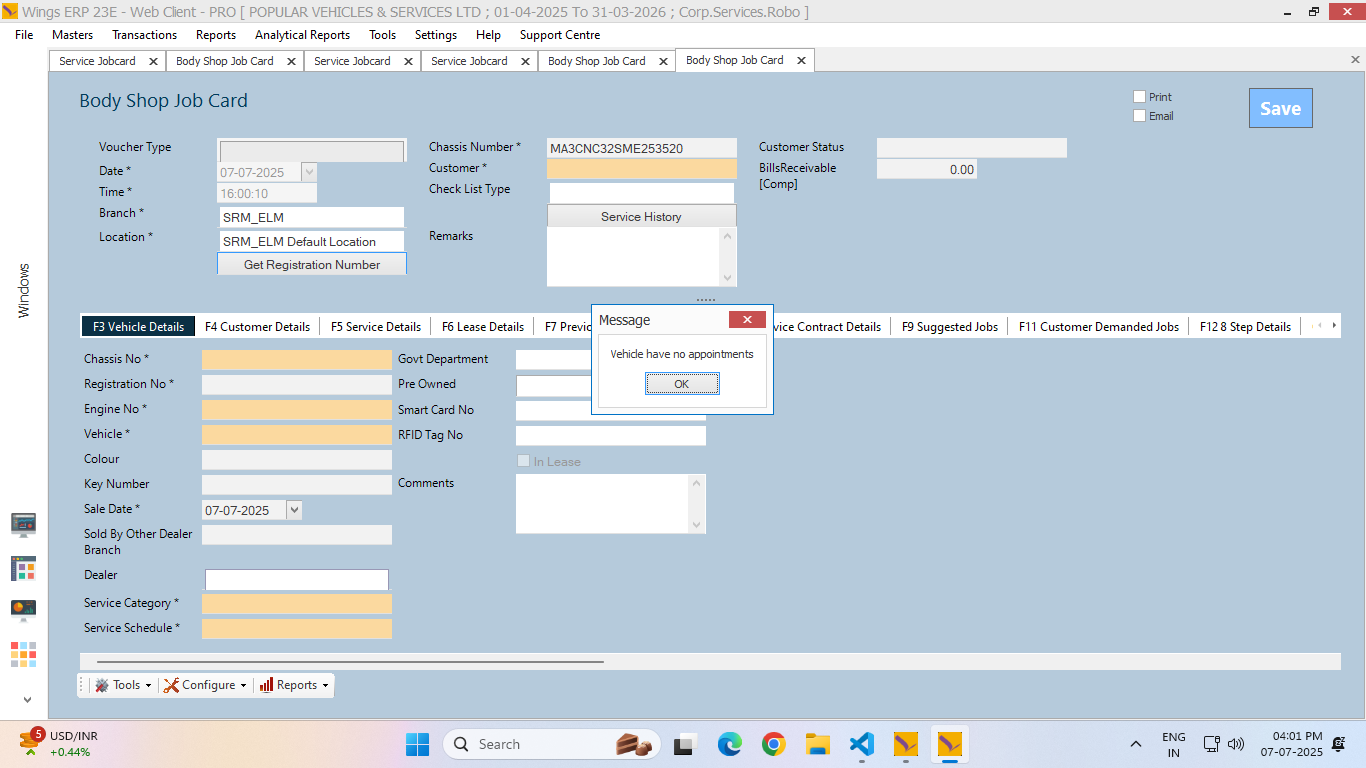 Wings ERP 23E - Web Client - PRO [ POPULAR VEHICLES & SERVICES LTD ; 01-04-2025 To 31-03-2026 ; Corp.Services.Robo ]
File Masters Transactions Reports Analytical Reports Tools Settings Help Support Centre
Service Jobcard Body Shop Job Card Service Jobcard Service Jobcard Body Shop Job Card Body Shop Job Card
Body Shop Job Card
Print
Email
Save
Voucher Type
Date *
07-07-2025
Time *
16:00:10
Branch *
SRM_ELM
Location *
SRM_ELM Default Location
Get Registration Number
Chassis Number *
MA3CNC32SME253520
Customer *
Check List Type
Service History
Remarks
Customer Status
BillsReceivable
[Comp]
0.00
Windows
F3 Vehicle Details F4 Customer Details F5 Service Details F6 Lease Details F7 Previo vice Contract Details F9 Suggested Jobs F11 Customer Demanded Jobs F12 8 Step Details
Message
Vehicle have no appointments
OK
Chassis No *
Registration No *
Engine No *
Vehicle *
Colour
Key Number
Sale Date *
07-07-2025
Sold By Other Dealer
Branch
Dealer
Service Category *
Service Schedule *
Govt Department
Pre Owned
Smart Card No
RFID Tag No
In Lease
Comments
Tools Configure Reports
5
USD/INR
+0.44%
Search
ENG
IN
04:01 PM
07-07-2025